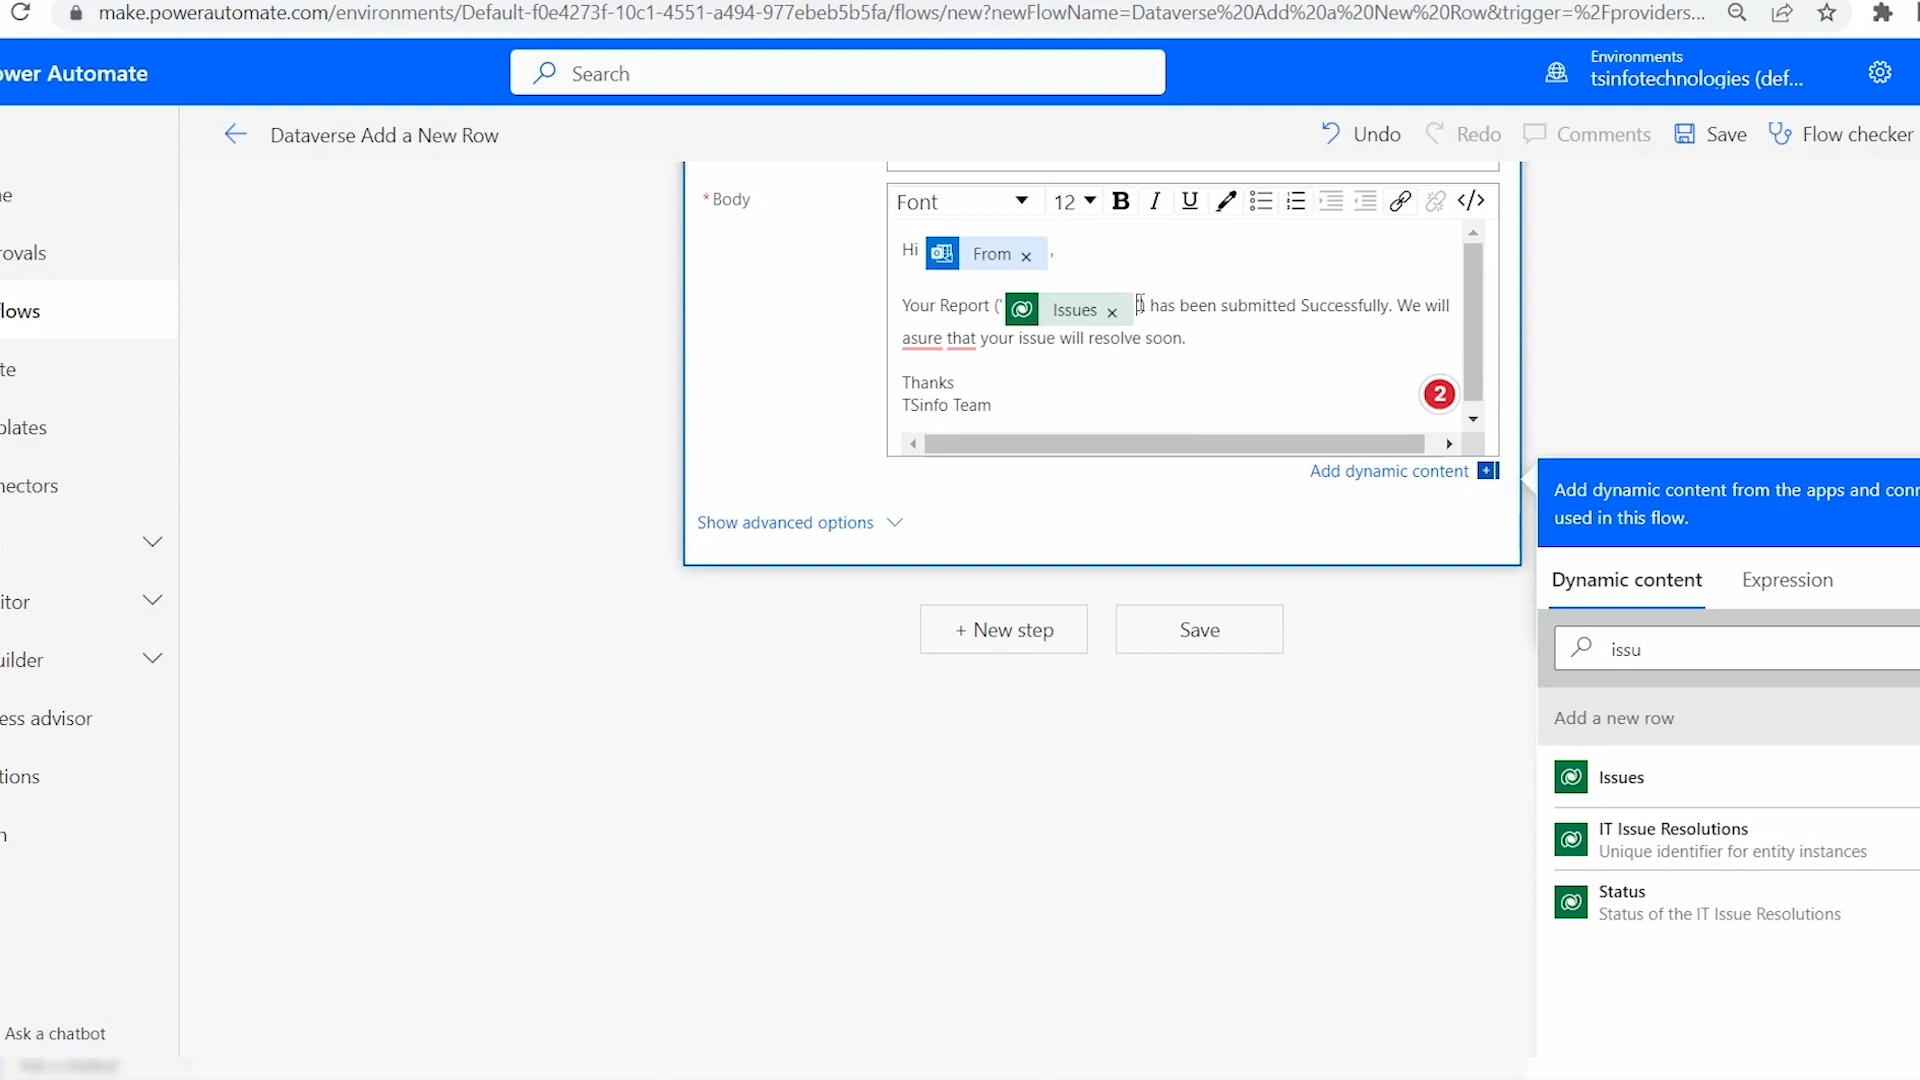 make.powerautomate.com/environments/Default-f0e4273f-10c1-4551-a494-977ebeb5b5fa/flows/new?newFlowName=Dataverse%20Add%20a%20New%20Row&trigger=%2Fproviders...
ower Automate
Search
Environments
tsinfotechnologies (def...
Dataverse Add a New Row
Undo
Redo
Comments
Save
Flow checker
e
rovals
lows
te
plates
nectors
itor
uilder
ess advisor
tions
n
Ask a chatbot
*Body
Font
12
B I U
</>
Hi From × ,
Your Report (' Issues × ') has been submitted Successfully. We will
asure that your issue will resolve soon.
Thanks
TSinfo Team
2
Add dynamic content +
Show advanced options
+ New step
Save
Add dynamic content from the apps and conn
used in this flow.
Dynamic content
Expression
issu
Add a new row
Issues
IT Issue Resolutions
Unique identifier for entity instances
Status
Status of the IT Issue Resolutions